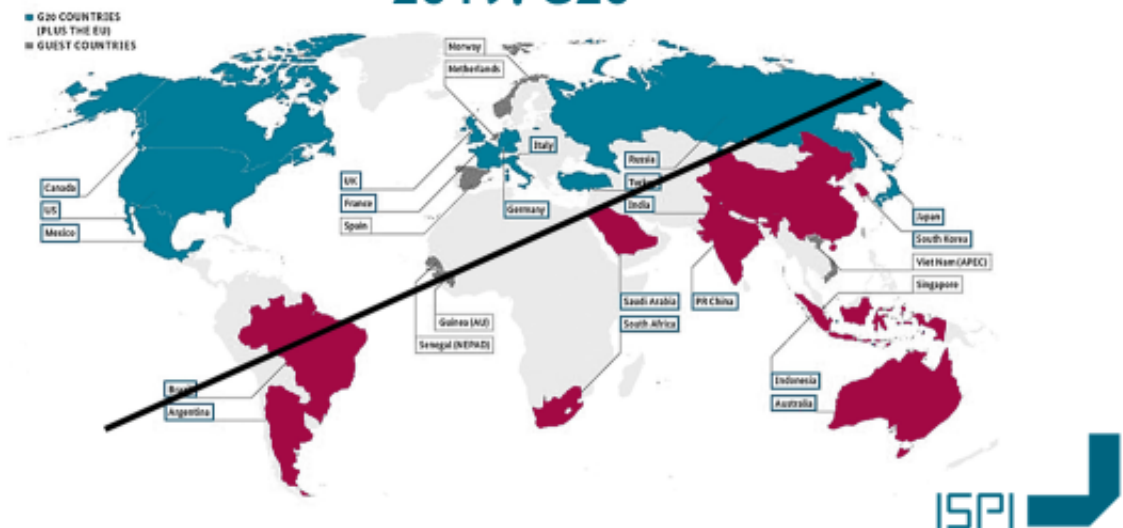 2017: G20
G20 COUNTRIES
(PLUS THE EU)
GUEST COUNTRIES
Norway
Netherlands
Italy
Canada
US
Mexico
UK
France
Spain
Germany
Russia
India
Japan
South Korea
Viet Nam (APEC)
Singapore
Guinea (AU)
Senegal (NEPAD)
Saudi Arabia
South Africa
PR China
Brazil
Argentina
Indonesia
Australia
ISPI